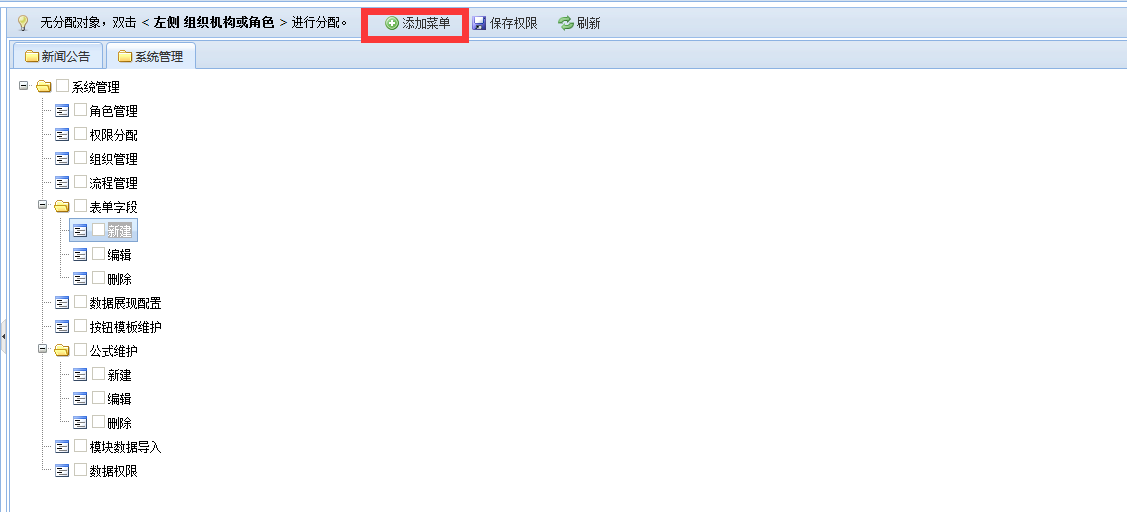 无分配对象，双击 < 左侧 组织机构或角色 > 进行分配。 添加菜单 保存权限 刷新
新闻公告 系统管理
系统管理
角色管理
权限分配
组织管理
流程管理
表单字段
新建
编辑
删除
数据展现配置
按钮模板维护
公式维护
新建
编辑
删除
模块数据导入
数据权限